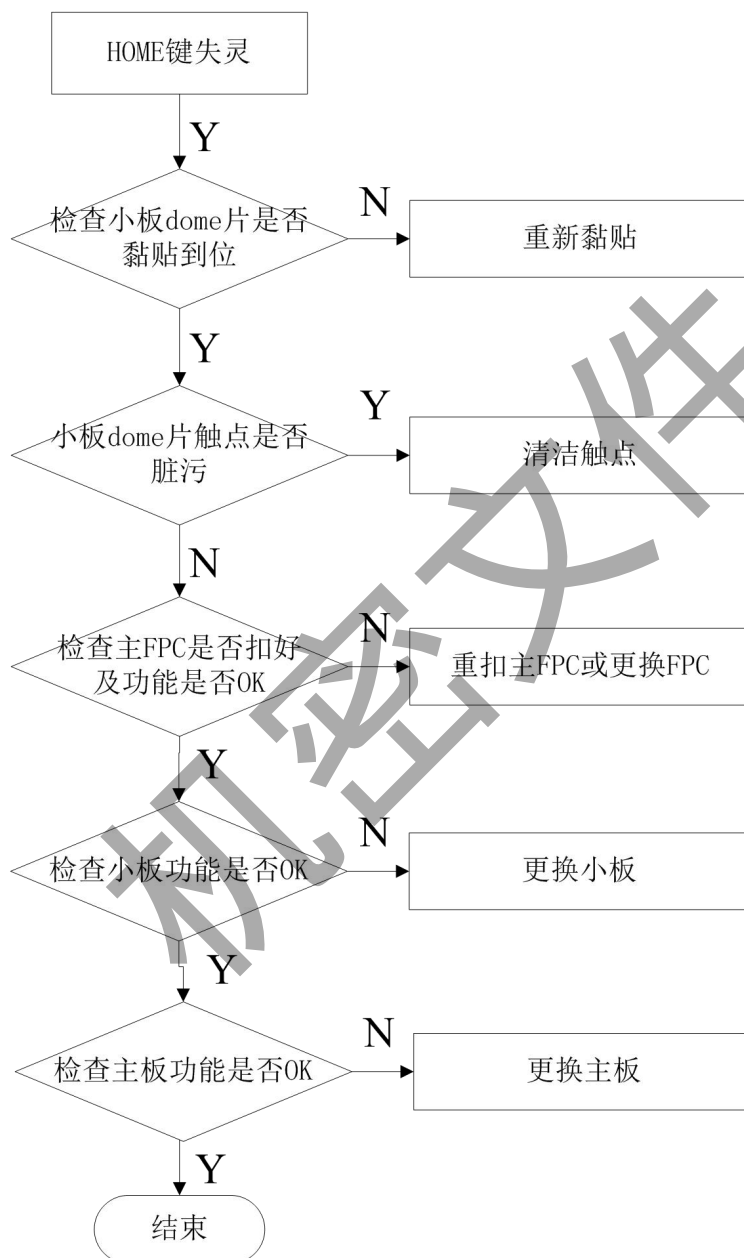 HOME键失灵
Y
检查小板dome片是否
黏贴到位
N
重新黏贴
Y
小板dome片触点是否
脏污
Y
清洁触点
N
检查主FPC是否扣好
及功能是否OK
N
重扣主FPC或更换FPC
Y
检查小板功能是否OK
N
更换小板
Y
检查主板功能是否OK
N
更换主板
Y
结束
机密文件